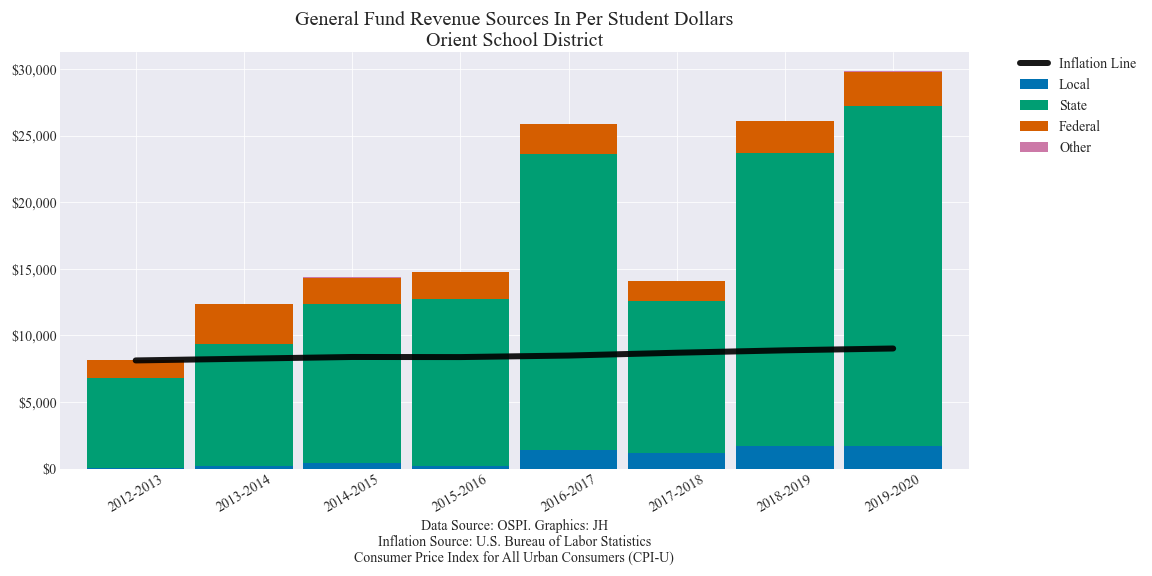 General Fund Revenue Sources In Per Student Dollars
Orient School District
Inflation Line
Local
State
Federal
Other
$30,000
$25,000
$20,000
$15,000
$10,000
$5,000
$0
2012-2013
2013-2014
2014-2015
2015-2016
2016-2017
2017-2018
2018-2019
2019-2020
Data Source: OSPI. Graphics: JH
Inflation Source: U.S. Bureau of Labor Statistics
Consumer Price Index for All Urban Consumers (CPI-U)